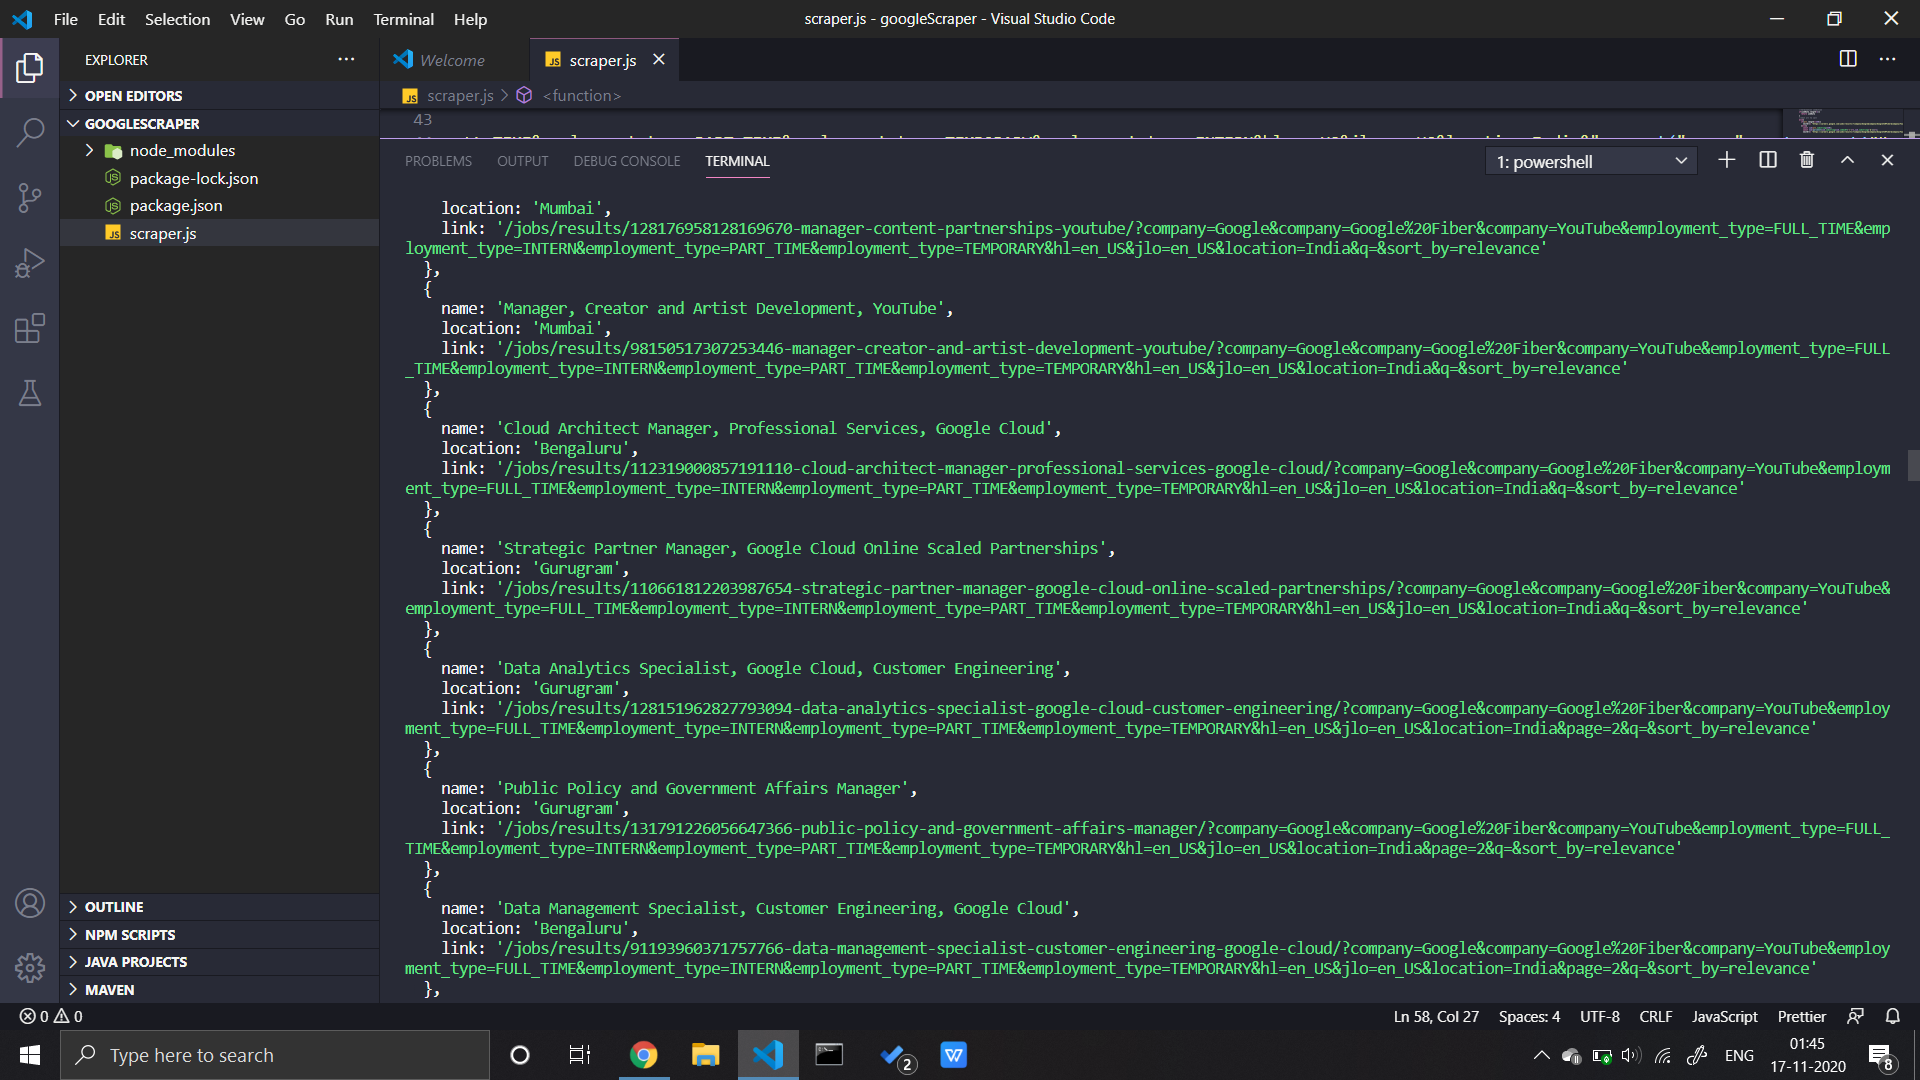 File Edit Selection View Go Run Terminal Help
scraper.js - googleScraper - Visual Studio Code
EXPLORER
Welcome
JS scraper.js
OPEN EDITORS
JS scraper.js > <function>
GOOGLESCRAPER
43
node_modules
package-lock.json
package.json
JS scraper.js
PROBLEMS OUTPUT DEBUG CONSOLE TERMINAL
1: powershell
location: 'Mumbai',
link: '/jobs/results/128176958128169670-manager-content-partnerships-youtube/?company=Google&company=Google%20Fiber&company=YouTube&employment_type=FULL_TIME&emp
loyment_type=INTERN&employment_type=PART_TIME&employment_type=TEMPORARY&hl=en_US&jlo=en_US&location=India&q=&sort_by=relevance'
},
{
name: 'Manager, Creator and Artist Development, YouTube',
location: 'Mumbai',
link: '/jobs/results/98150517307253446-manager-creator-and-artist-development-youtube/?company=Google&company=Google%20Fiber&company=YouTube&employment_type=FULL
_TIME&employment_type=INTERN&employment_type=PART_TIME&employment_type=TEMPORARY&hl=en_US&jlo=en_US&location=India&q=&sort_by=relevance'
},
{
name: 'Cloud Architect Manager, Professional Services, Google Cloud',
location: 'Bengaluru',
link: '/jobs/results/112319000857191110-cloud-architect-manager-professional-services-google-cloud/?company=Google&company=Google%20Fiber&company=YouTube&employm
ent_type=FULL_TIME&employment_type=INTERN&employment_type=PART_TIME&employment_type=TEMPORARY&hl=en_US&jlo=en_US&location=India&q=&sort_by=relevance'
},
{
name: 'Strategic Partner Manager, Google Cloud Online Scaled Partnerships',
location: 'Gurugram',
link: '/jobs/results/110661812203987654-strategic-partner-manager-google-cloud-online-scaled-partnerships/?company=Google&company=Google%20Fiber&company=YouTube&
employment_type=FULL_TIME&employment_type=INTERN&employment_type=PART_TIME&employment_type=TEMPORARY&hl=en_US&jlo=en_US&location=India&q=&sort_by=relevance'
},
{
name: 'Data Analytics Specialist, Google Cloud, Customer Engineering',
location: 'Gurugram',
link: '/jobs/results/128151962827793094-data-analytics-specialist-google-cloud-customer-engineering/?company=Google&company=Google%20Fiber&company=YouTube&employ
ment_type=FULL_TIME&employment_type=INTERN&employment_type=PART_TIME&employment_type=TEMPORARY&hl=en_US&jlo=en_US&location=India&page=2&q=&sort_by=relevance'
},
{
name: 'Public Policy and Government Affairs Manager',
location: 'Gurugram',
link: '/jobs/results/131791226056647366-public-policy-and-government-affairs-manager/?company=Google&company=Google%20Fiber&company=YouTube&employment_type=FULL_
TIME&employment_type=INTERN&employment_type=PART_TIME&employment_type=TEMPORARY&hl=en_US&jlo=en_US&location=India&page=2&q=&sort_by=relevance'
},
{
name: 'Data Management Specialist, Customer Engineering, Google Cloud',
location: 'Bengaluru',
link: '/jobs/results/91193960371757766-data-management-specialist-customer-engineering-google-cloud/?company=Google&company=Google%20Fiber&company=YouTube&employ
ment_type=FULL_TIME&employment_type=INTERN&employment_type=PART_TIME&employment_type=TEMPORARY&hl=en_US&jlo=en_US&location=India&page=2&q=&sort_by=relevance'
},
OUTLINE
NPM SCRIPTS
JAVA PROJECTS
MAVEN
0 0
Ln 58, Col 27 Spaces: 4 UTF-8 CRLF JavaScript Prettier
Type here to search
2
W
ENG
01:45
17-11-2020
8